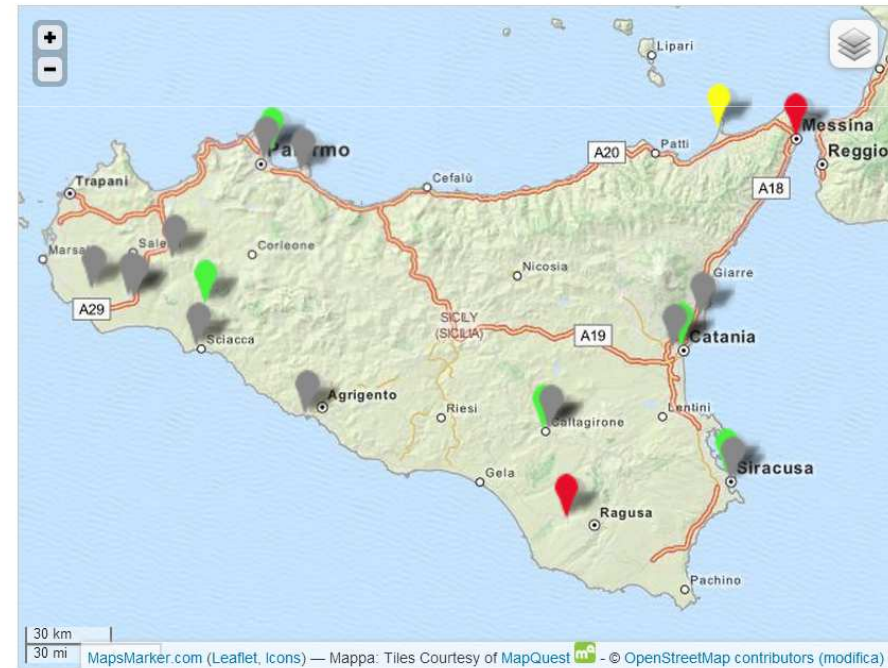 +
−
Lipari
Messina
Reggio
Palermo
Patti
A20
A18
Trapani
Cefalù
Corleone
Nicosia
Giarre
A29
SICILY
(SICILIA)
A19
Sciacca
Catania
Agrigento
Riesi
Lentini
Caltagirone
Siracusa
Gela
Ragusa
Pachino
30 km
30 mi
MapsMarker.com (Leaflet, Icons) — Mappa: Tiles Courtesy of MapQuest mq - © OpenStreetMap contributors (modifica)